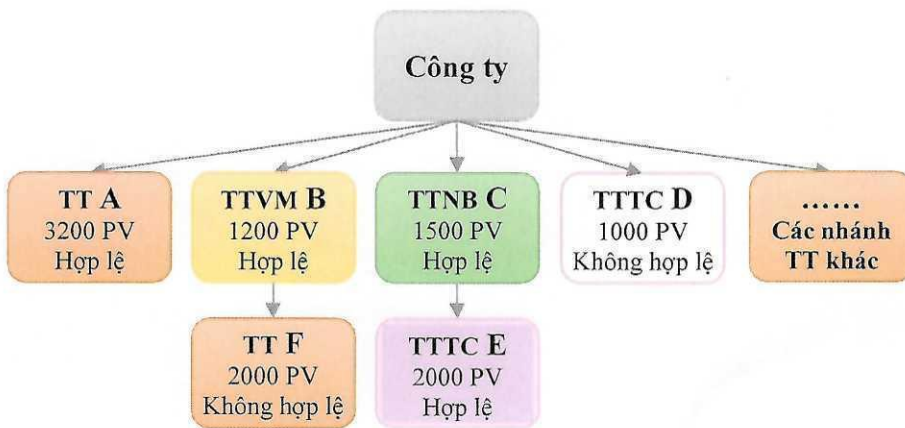 Công ty
TT A
3200 PV
Hợp lệ
TTVM B
1200 PV
Hợp lệ
TTNB C
1500 PV
Hợp lệ
TTTC D
1000 PV
Không hợp lệ
......
Các nhánh
TT khác
TT F
2000 PV
Không hợp lệ
TTTC E
2000 PV
Hợp lệ